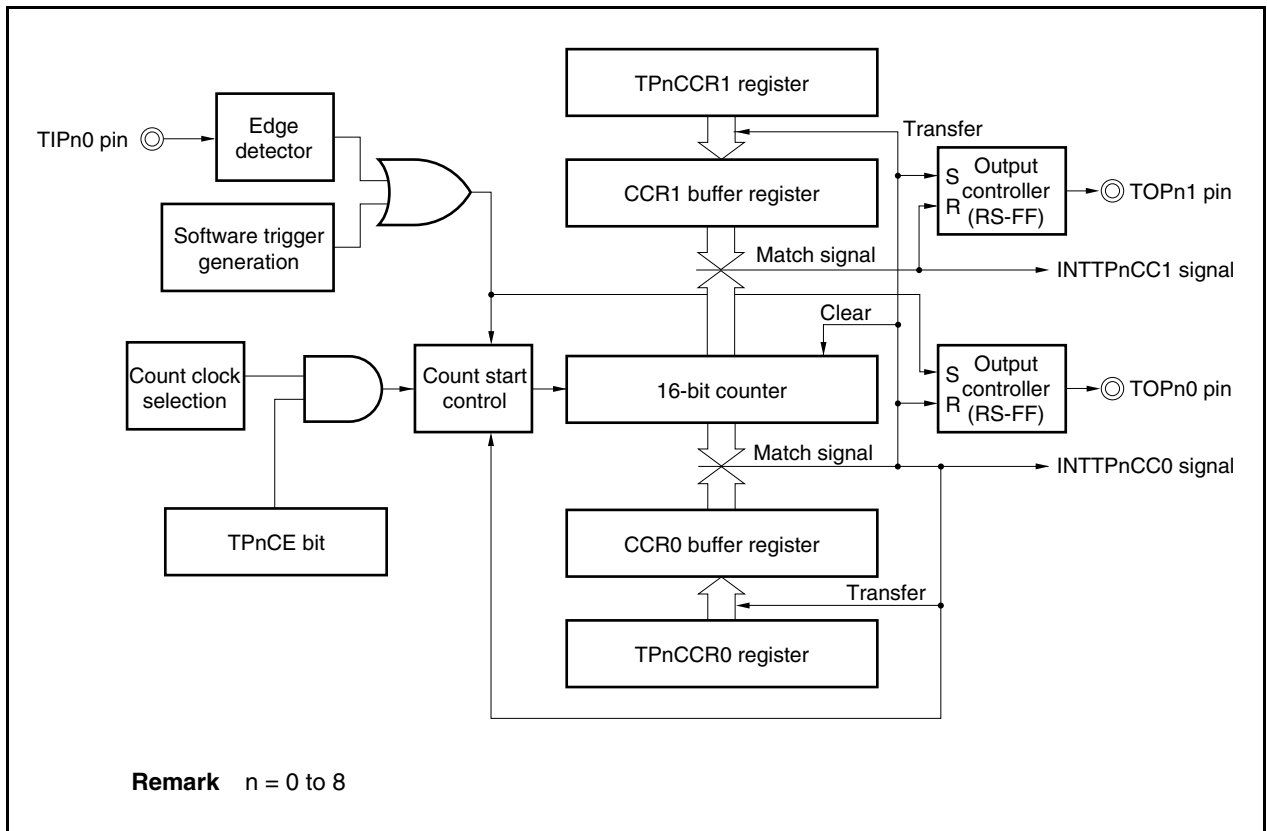 TPnCCR1 register
TIPn0 pin
Edge
detector
Transfer
CCR1 buffer register
S
R
Output
controller
(RS-FF)
TOPn1 pin
Software trigger
generation
Match signal
INTTPnCC1 signal
Clear
Count clock
selection
Count start
control
16-bit counter
S
R
Output
controller
(RS-FF)
TOPn0 pin
Match signal
INTTPnCC0 signal
TPnCE bit
CCR0 buffer register
Transfer
TPnCCR0 register
Remark n = 0 to 8